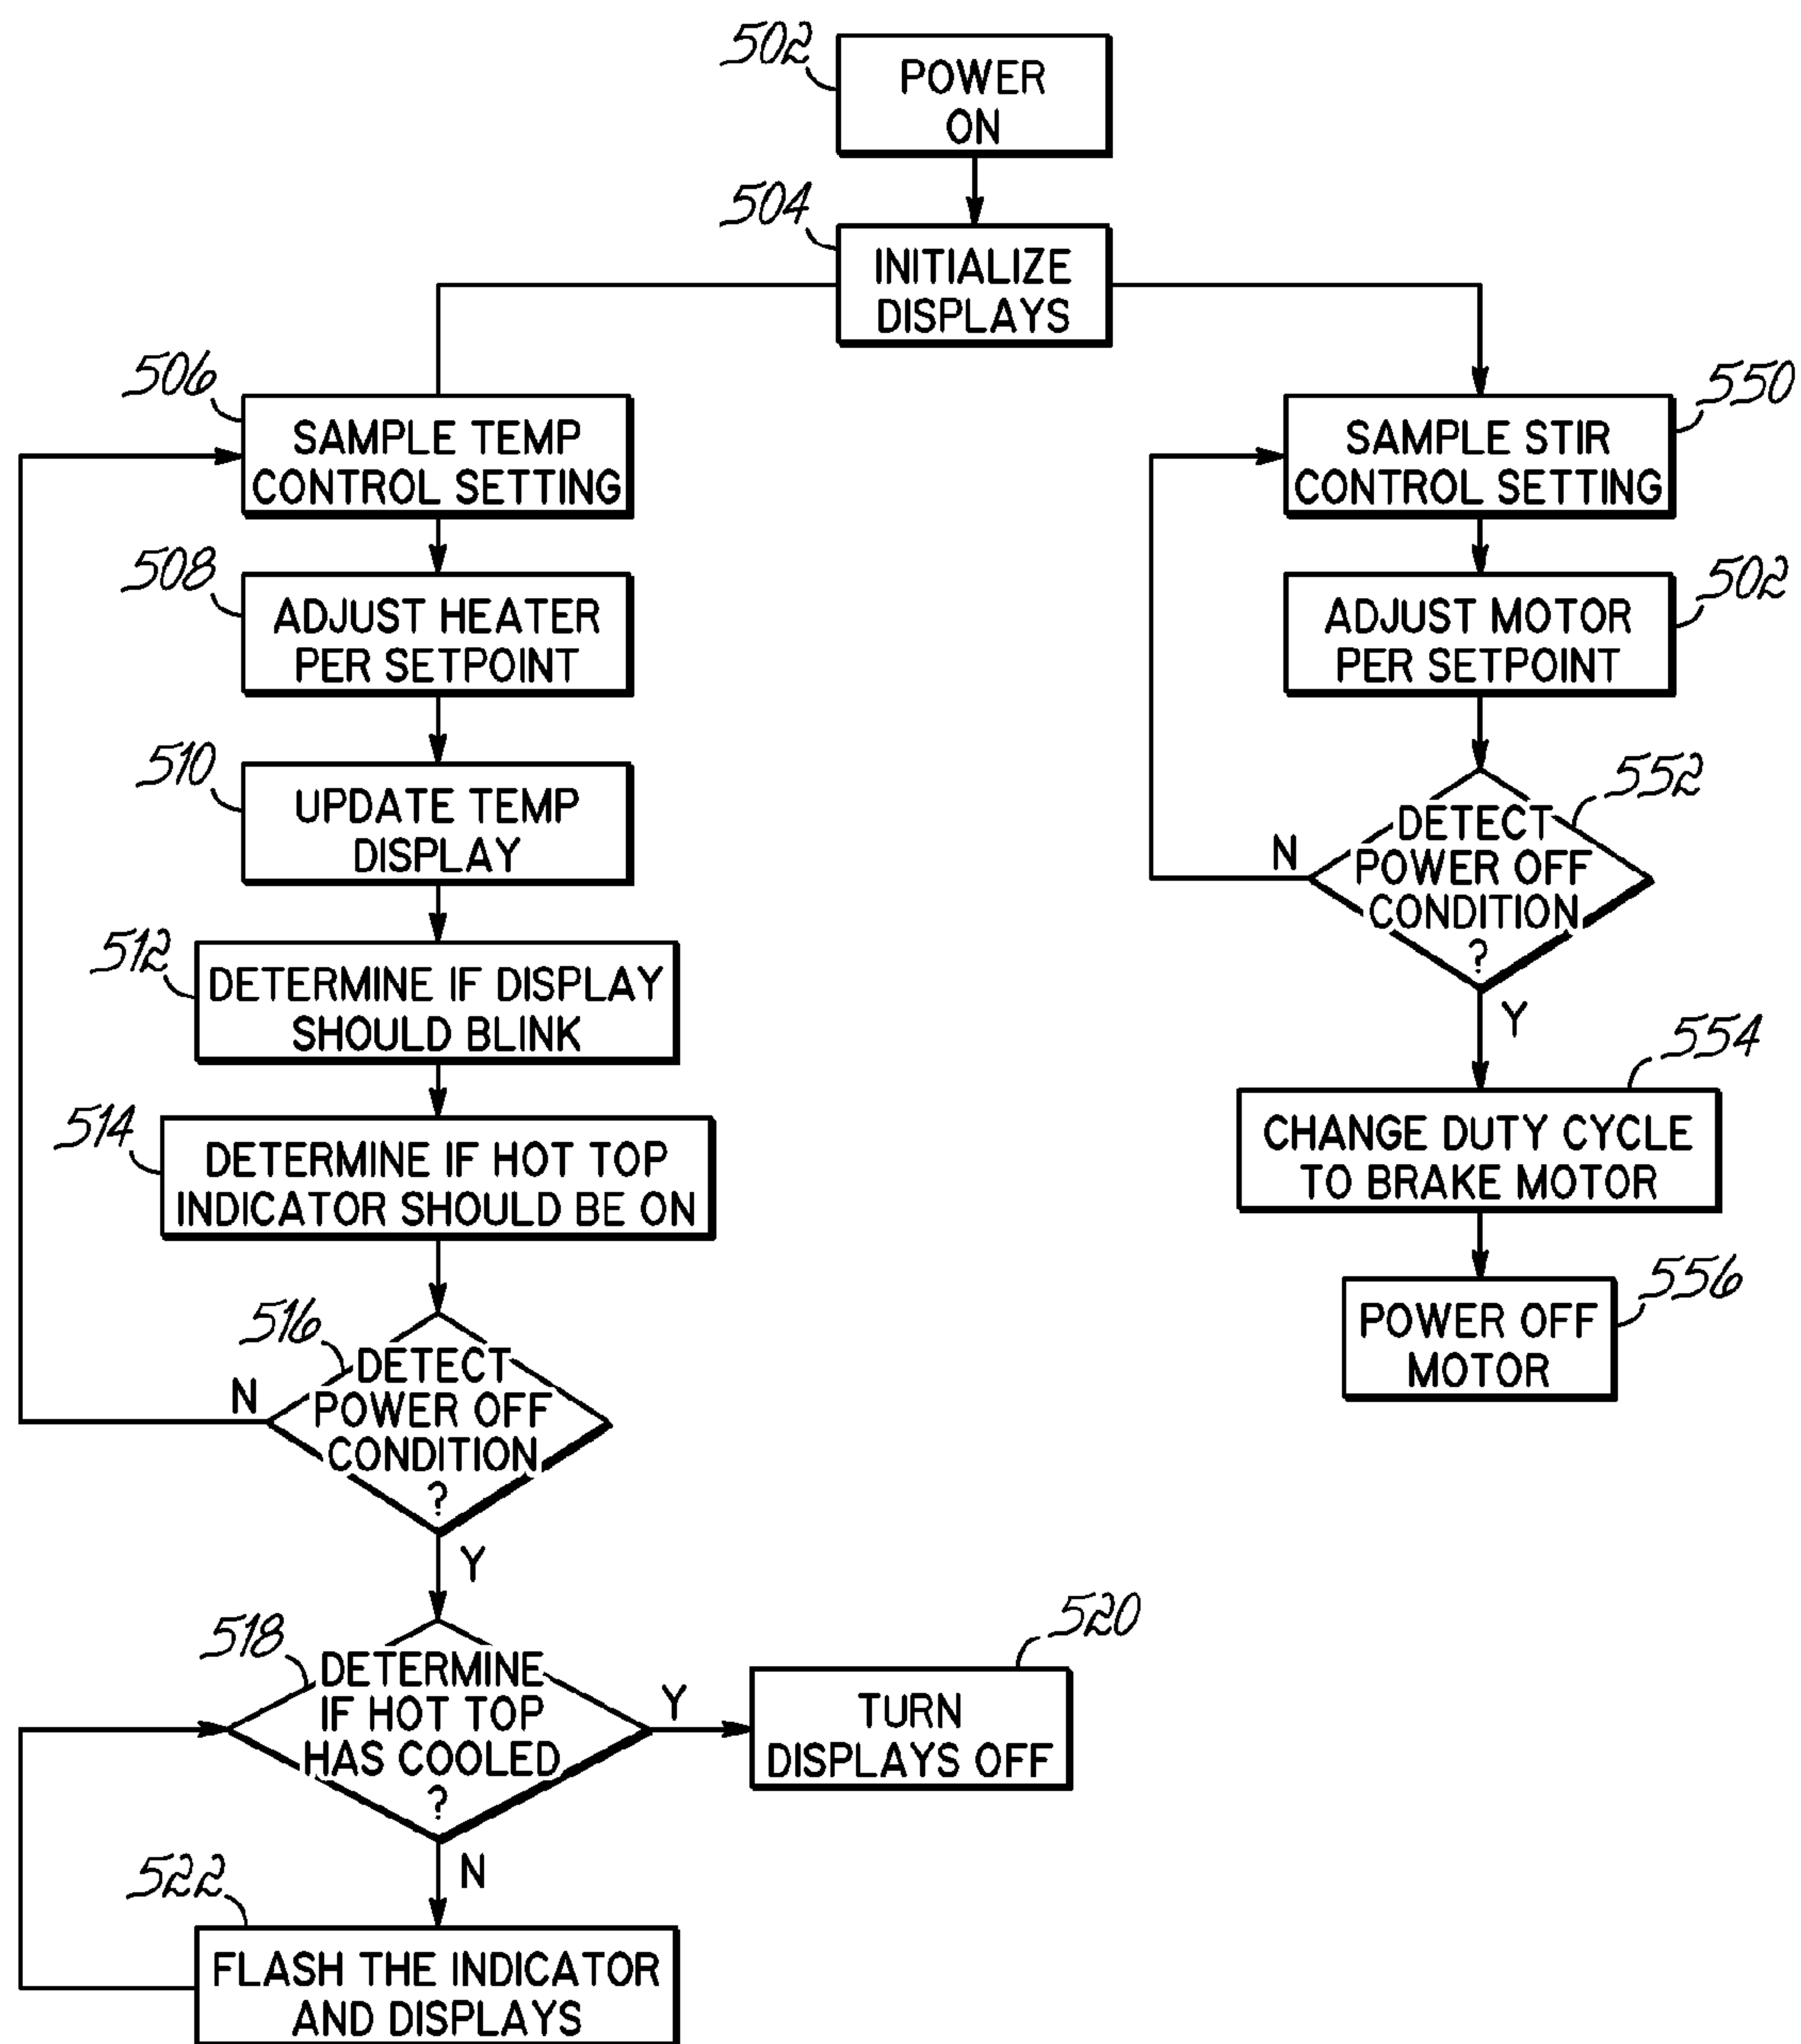 502
POWER
ON
504
INITIALIZE
DISPLAYS
506
SAMPLE TEMP
CONTROL SETTING
508
ADJUST HEATER
PER SETPOINT
510
UPDATE TEMP
DISPLAY
512
DETERMINE IF DISPLAY
SHOULD BLINK
514
DETERMINE IF HOT TOP
INDICATOR SHOULD BE ON
516
DETECT
POWER OFF
CONDITION
?
N
Y
518
DETERMINE
IF HOT TOP
HAS COOLED
?
Y
N
520
TURN
DISPLAYS OFF
522
FLASH THE INDICATOR
AND DISPLAYS
550
SAMPLE STIR
CONTROL SETTING
502
ADJUST MOTOR
PER SETPOINT
552
DETECT
POWER OFF
CONDITION
?
N
Y
554
CHANGE DUTY CYCLE
TO BRAKE MOTOR
556
POWER OFF
MOTOR